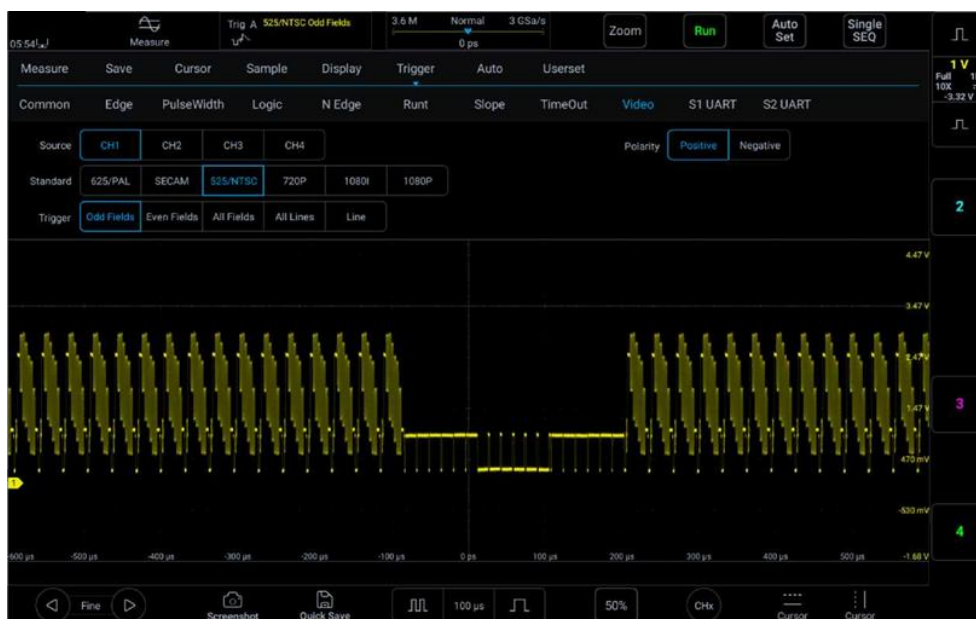 05:54
Measure
Trig A 525/NTSC Odd Fields
3.6 M Normal 3 GSa/s
0 ps
Zoom
Run
Auto Set
Single SEQ
Measure Save Cursor Sample Display Trigger Auto Userset
Common Edge PulseWidth Logic N Edge Runt Slope TimeOut Video S1 UART S2 UART
1 V
Full
10X
-3.32 V
Source CH1 CH2 CH3 CH4 Polarity Positive Negative
Standard 625/PAL SECAM 525/NTSC 720P 1080I 1080P
Trigger Odd Fields Even Fields All Fields All Lines Line
2
4.47 V
3.47 V
2.47 V
3
1.47 V
470 mV
1
-530 mV
4
-600 µs -500 µs -400 µs -300 µs -200 µs -100 µs 0 ps 100 µs 200 µs 300 µs 400 µs 500 µs -1.68 V
Fine Screenshot Quick Save 100 µs 50% CHx Cursor Cursor